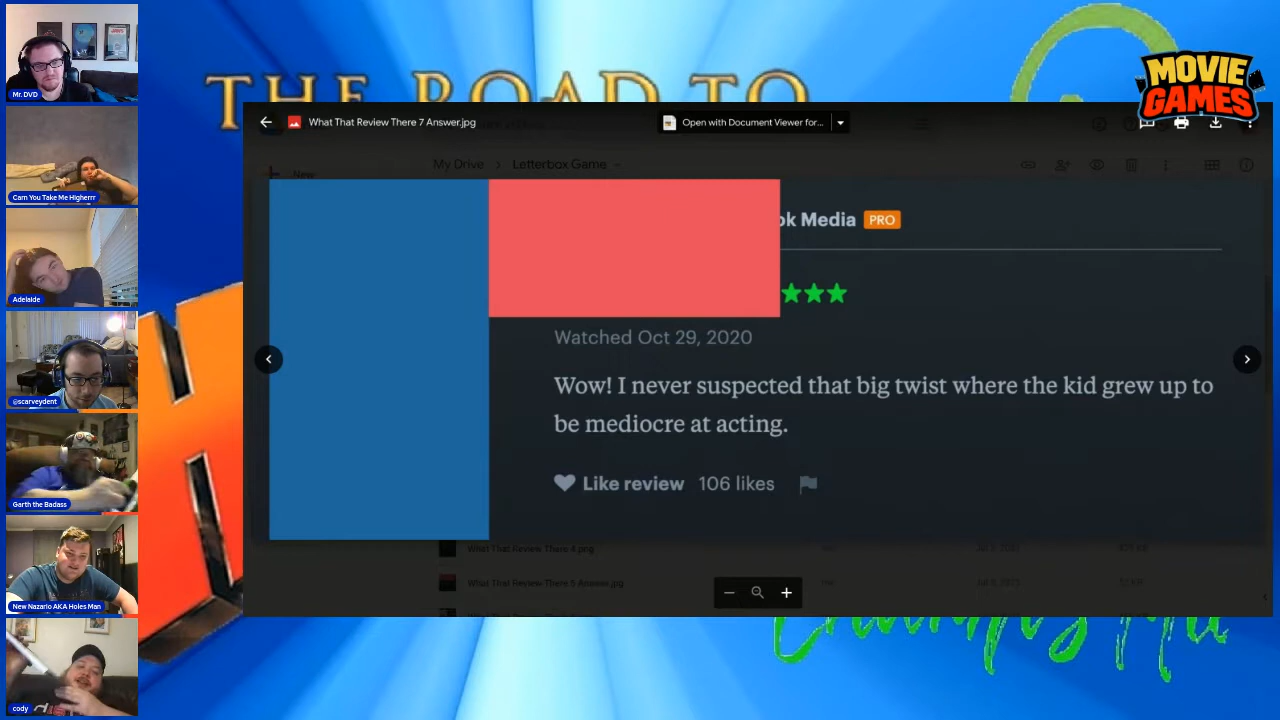 THE ROAD TO
MOVIE
GAMES
What That Review There 7 Answer.jpg
Open with Document Viewer for...
My Drive > Letterbox Game
New
ok Media PRO
★★★
Watched Oct 29, 2020
Wow! I never suspected that big twist where the kid grew up to
be mediocre at acting.
Like review 106 likes
What That Review There 4.png
What That Review There 5 Answer.jpg
Mr. DVD
Carn You Take Me Higherrr
Adelaide
@scarveydent
Garth the Badass
New Nazario AKA Holes Man
cody